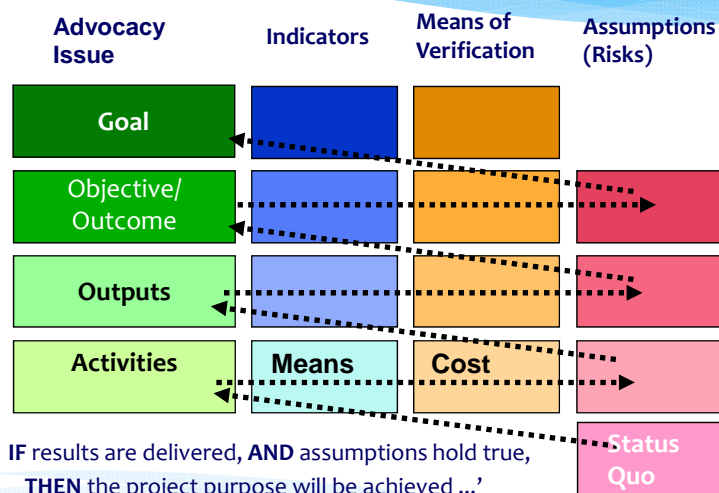 Advocacy
Issue
Indicators
Means of
Verification
Assumptions
(Risks)
Goal
Objective/
Outcome
Outputs
Activities
Means
Cost
Status
Quo
IF results are delivered, AND assumptions hold true,
THEN the project purpose will be achieved ...'